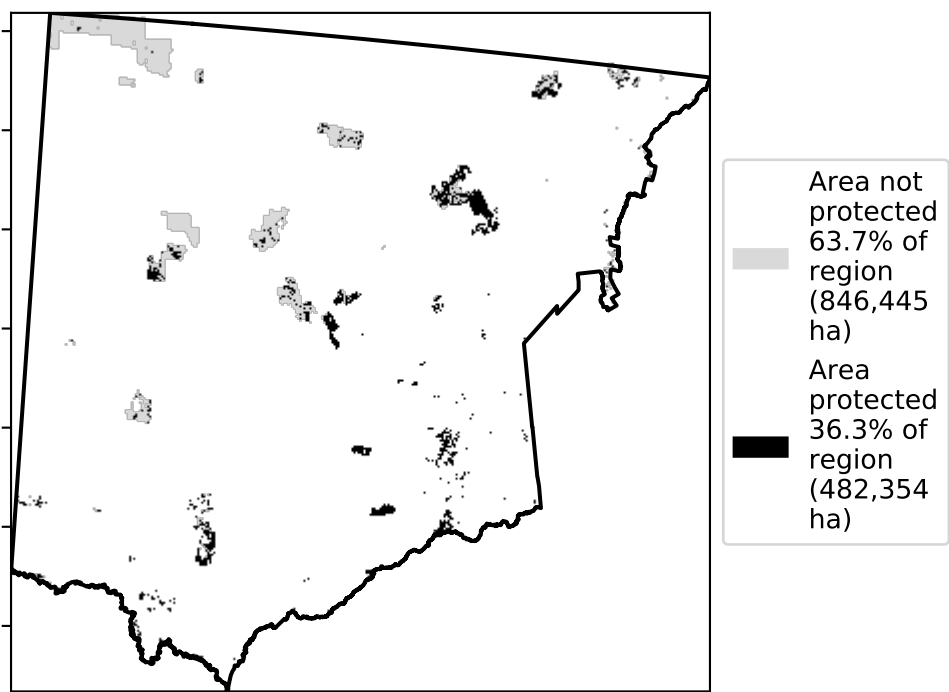 Area not
protected
63.7% of
region
(846,445
ha)
Area
protected
36.3% of
region
(482,354
ha)